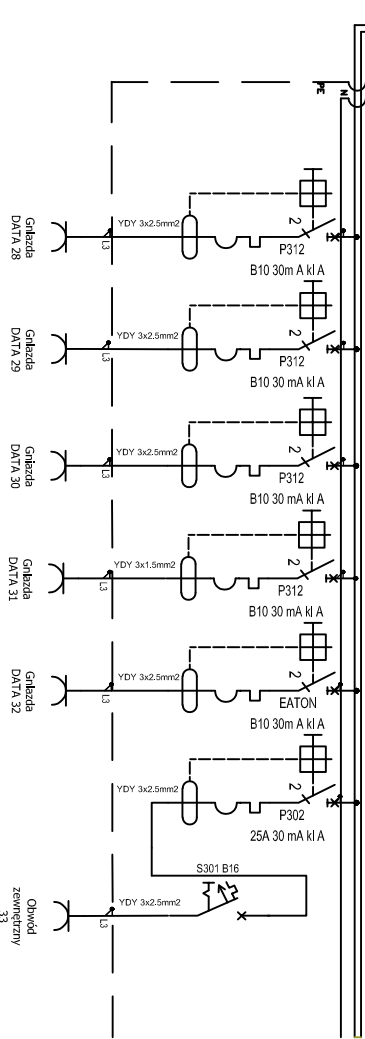 PE
N
YDY 3x2.5mm2
2
P312
B10 30m A kl A
L3
Gniazda
DATA 28
YDY 3x2.5mm2
2
P312
B10 30 mA kl A
L3
Gniazda
DATA 29
YDY 3x2.5mm2
2
P312
B10 30 mA kl A
L3
Gniazda
DATA 30
YDY 3x1.5mm2
2
P312
B10 30 mA kl A
L3
Gniazda
DATA 31
YDY 3x2.5mm2
2
EATON
B10 30m A kl A
L3
Gniazda
DATA 32
YDY 3x2.5mm2
2
P302
25A 30 mA kl A
S301 B16
YDY 3x2.5mm2
L3
Obwód
zewnętrzny
33